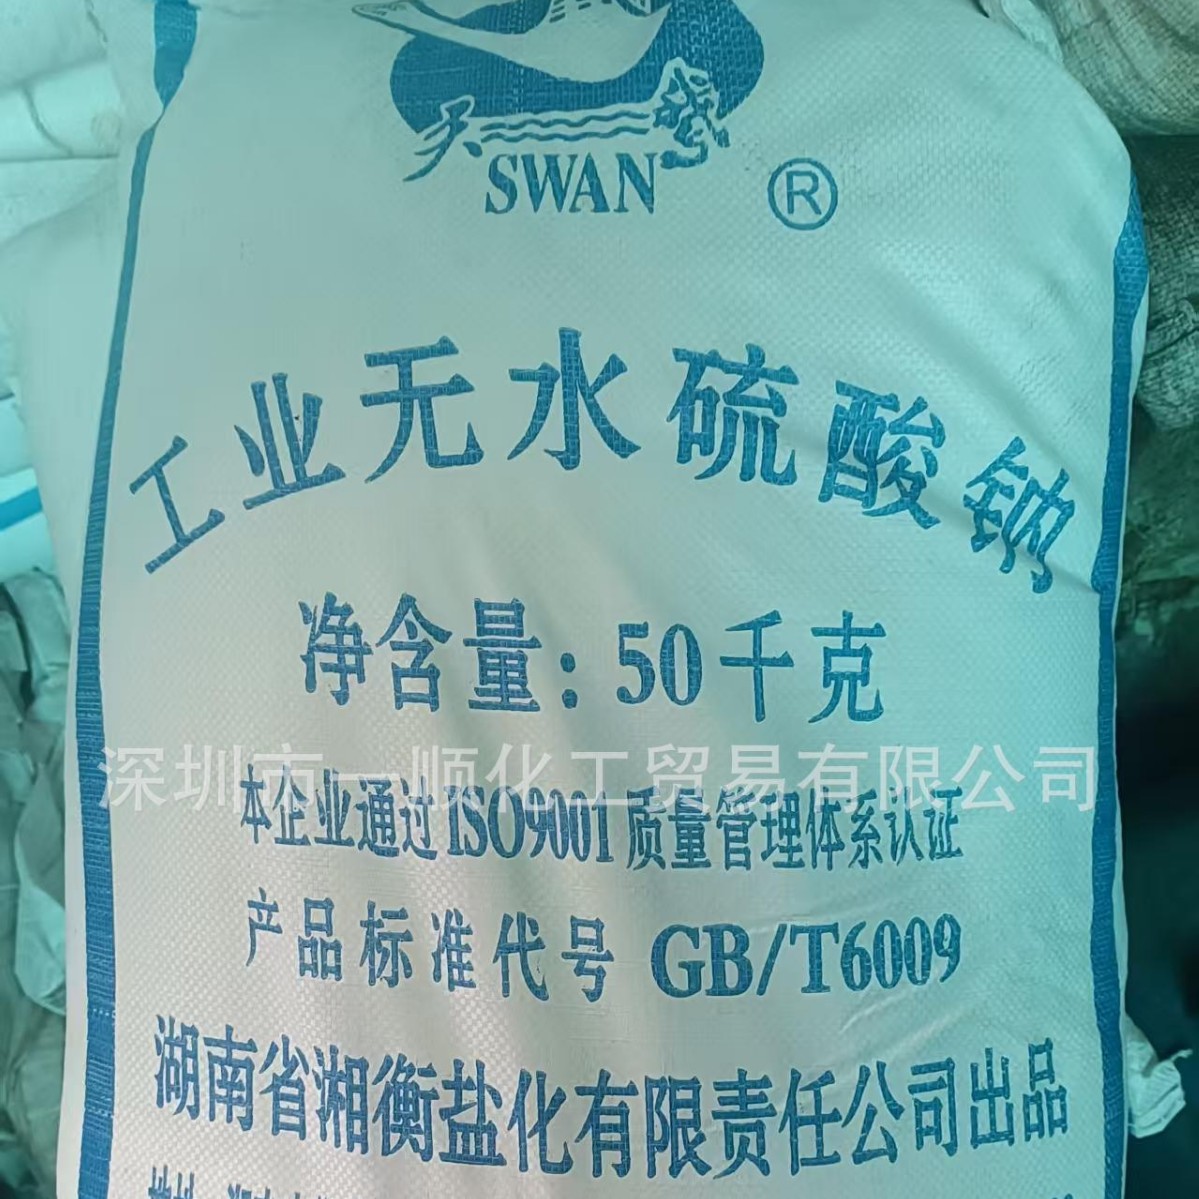 天鹅
SWAN ®
工业无水硫酸钠
净含量：50千克
深圳市一顺化工贸易有限公司
本企业通过ISO9001质量管理体系认证
产品标准代号 GB/T6009
湖南省湘衡盐化有限责任公司出品